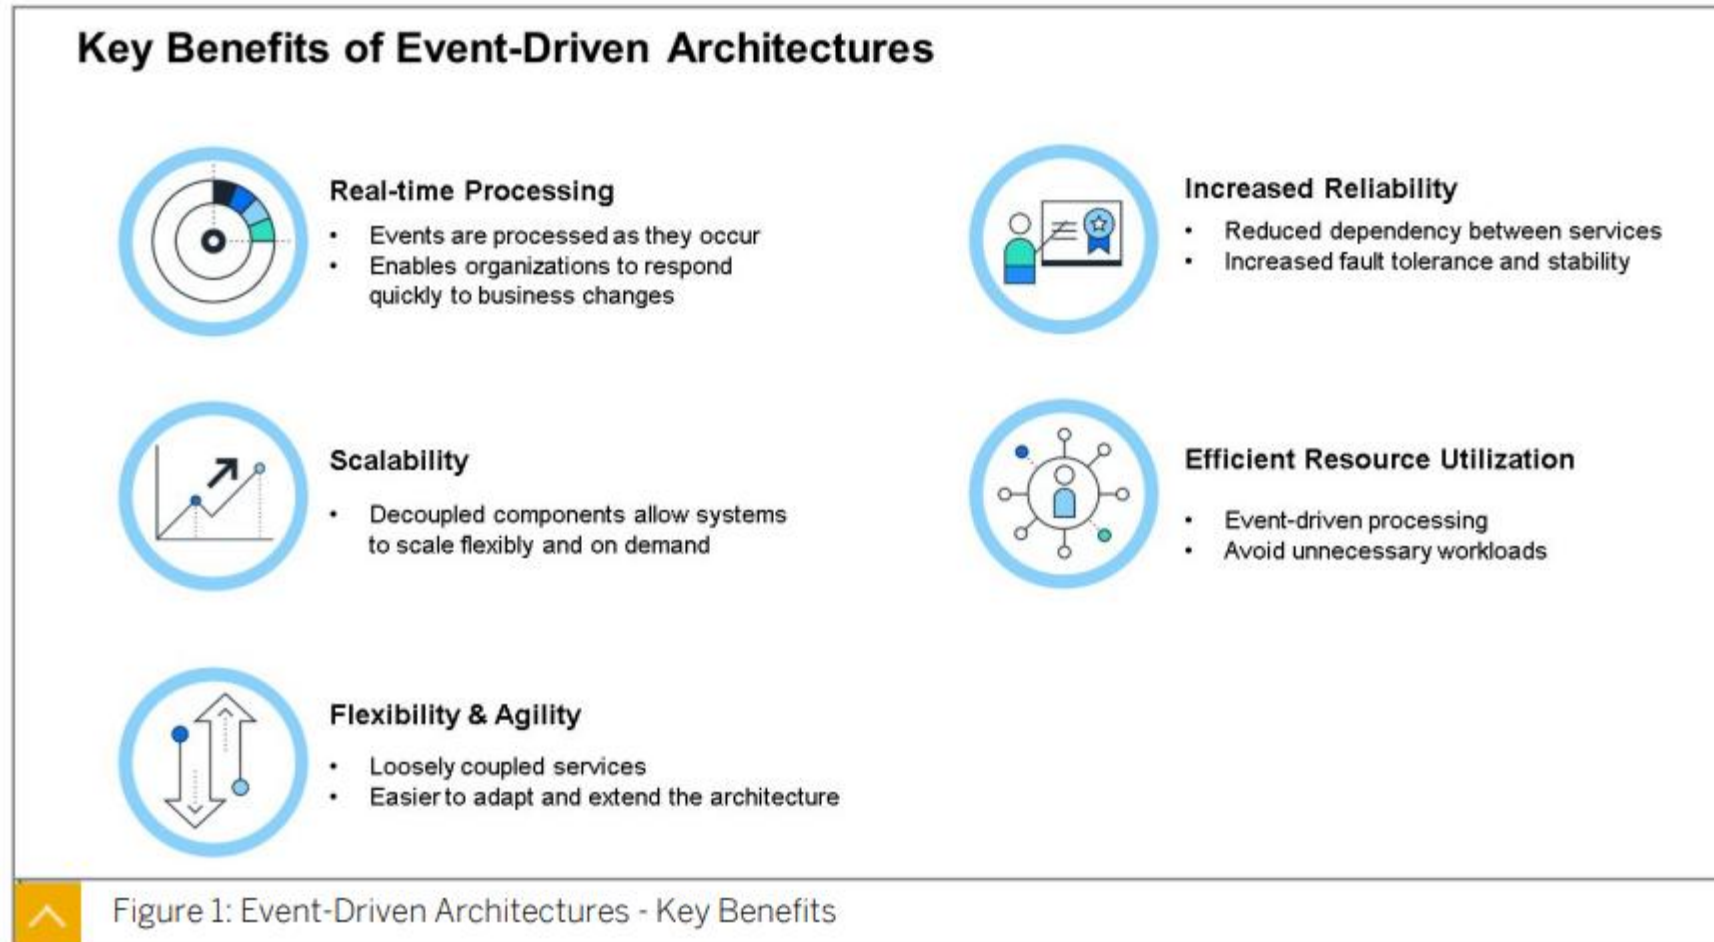 Key Benefits of Event-Driven Architectures
Real-time Processing
• Events are processed as they occur
• Enables organizations to respond
quickly to business changes
Scalability
• Decoupled components allow systems
to scale flexibly and on demand
Flexibility & Agility
• Loosely coupled services
• Easier to adapt and extend the architecture
Increased Reliability
• Reduced dependency between services
• Increased fault tolerance and stability
Efficient Resource Utilization
• Event-driven processing
• Avoid unnecessary workloads
Figure 1: Event-Driven Architectures - Key Benefits